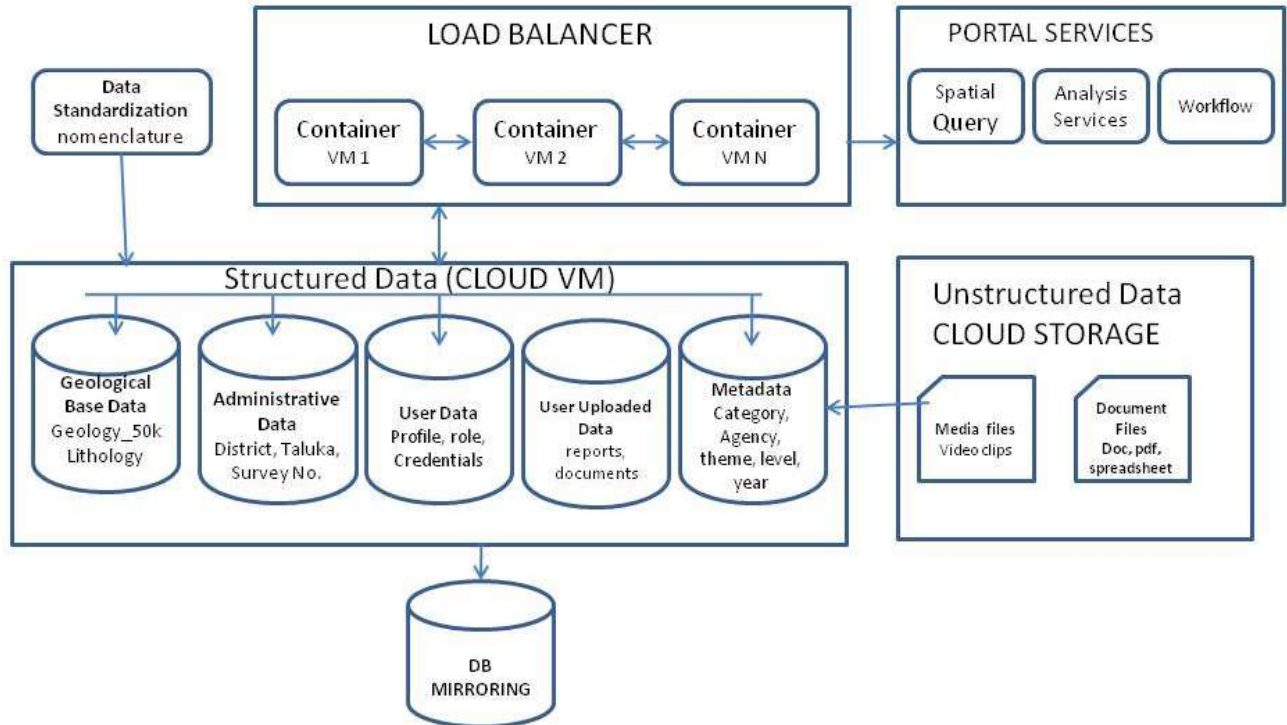 LOAD BALANCER
PORTAL SERVICES
Data
Standardization
nomenclature
Container
VM 1
Container
VM 2
Container
VM N
Spatial
Query
Analysis
Services
Workflow
Structured Data (CLOUD VM)
Geological
Base Data
Geology_50k
Lithology
Administrative
Data
District, Taluka,
Survey No.
User Data
Profile, role,
Credentials
User Uploaded
Data
reports,
documents
Metadada
Category,
Agency,
theme, level,
year
Unstructured Data
CLOUD STORAGE
Media files
Video clips
Document
Files
Doc, pdf,
spreadsheet
DB
MIRRORING